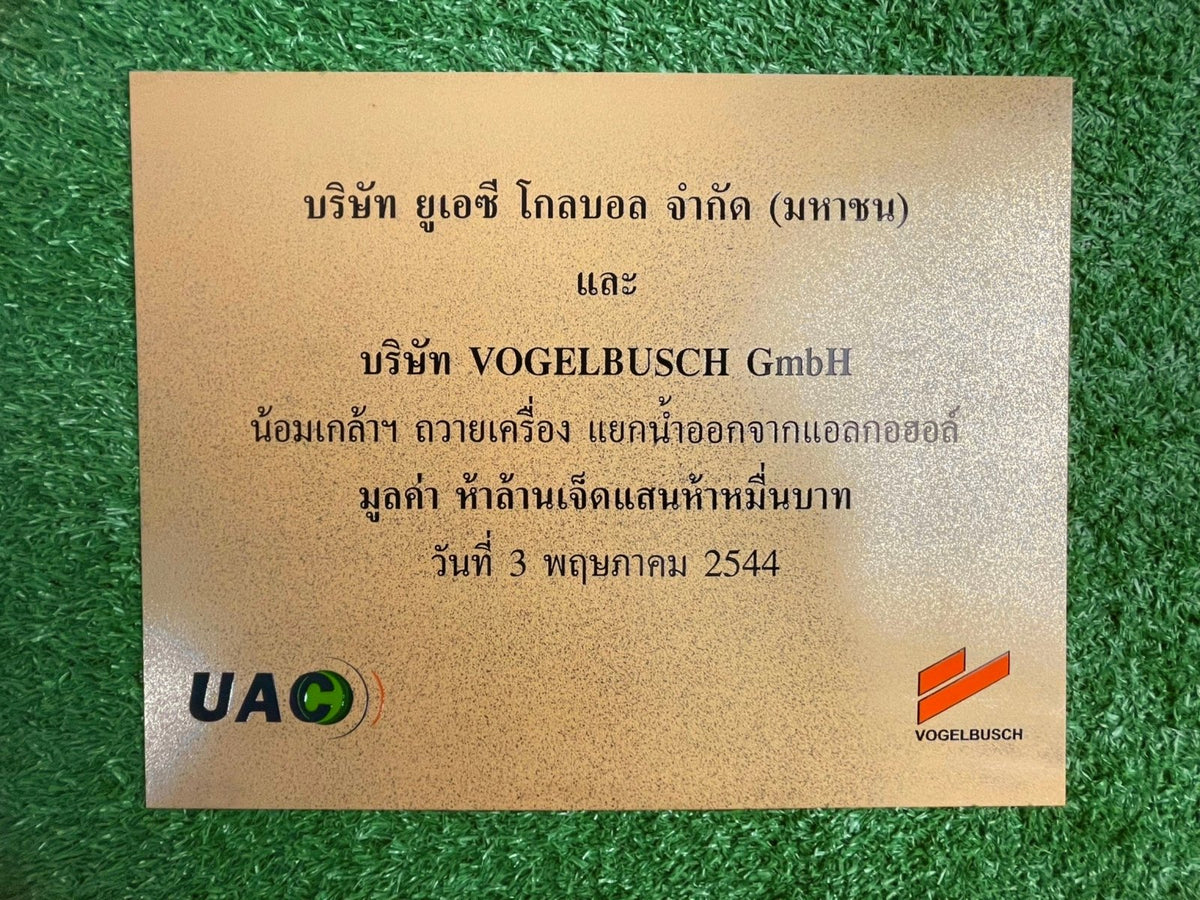 บริษัท ยูเอซี โกลบอล จำกัด (มหาชน)
และ
บริษัท VOGELBUSCH GmbH
น้อมเกล้าฯ ถวายเครื่อง แยกน้ำออกจากแอลกอฮอล์
มูลค่า ห้าล้านเจ็ดแสนห้าหมื่นบาท
วันที่ 3 พฤษภาคม 2544
UAC
VOGELBUSCH